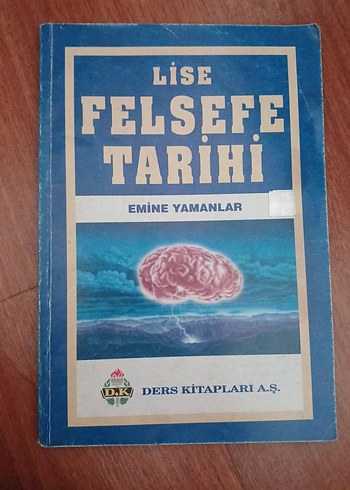 LİSE
FELSEFE
TARİHİ
EMİNE YAMANLAR
D.K
DERS KİTAPLARI A.Ş.